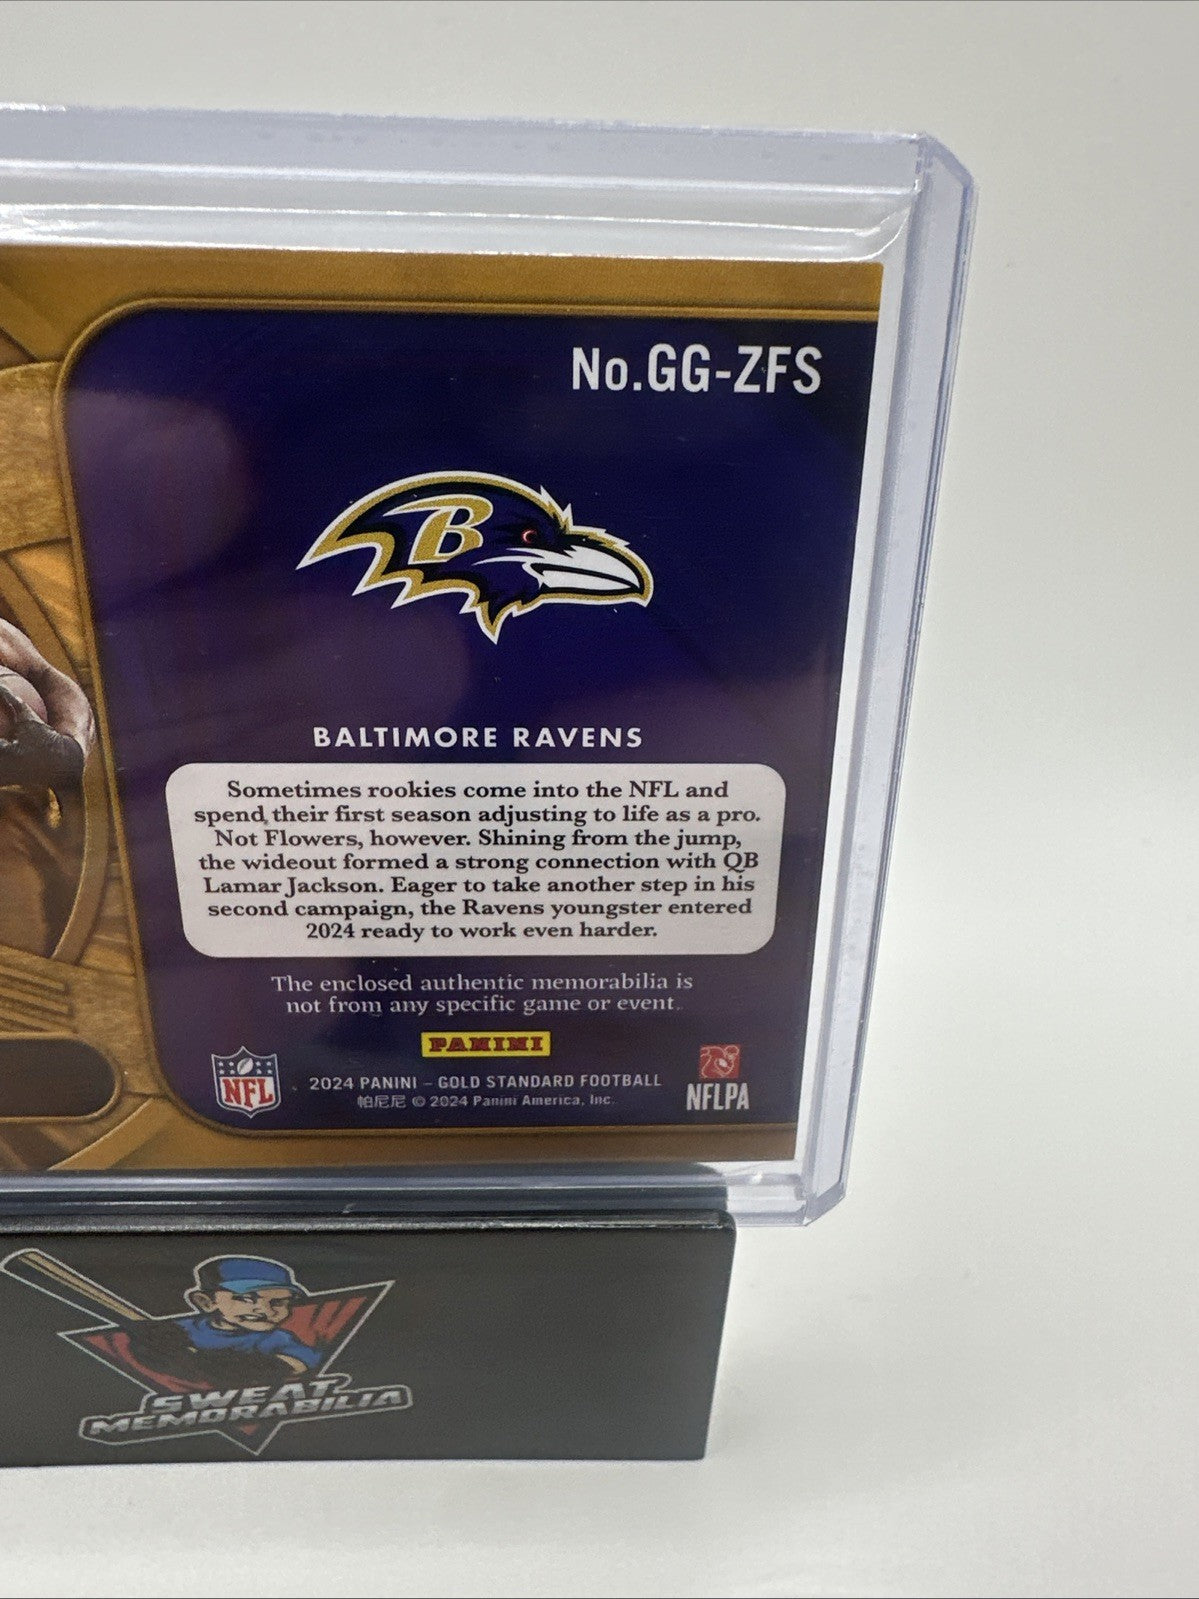 No.GG-ZFS
B
BALTIMORE RAVENS
Sometimes rookies come into the NFL and
spend their first season adjusting to life as a pro.
Not Flowers, however. Shining from the jump,
the wideout formed a strong connection with QB
Lamar Jackson. Eager to take another step in his
second campaign, the Ravens youngster entered
2024 ready to work even harder.
The enclosed authentic memorabilia is
not from any specific game or event.
PANINI
NFL
2024 PANINI – GOLD STANDARD FOOTBALL
帕尼尼 © 2024 Panini America, Inc.
NFLPA
SWEAT
MEMORABILIA